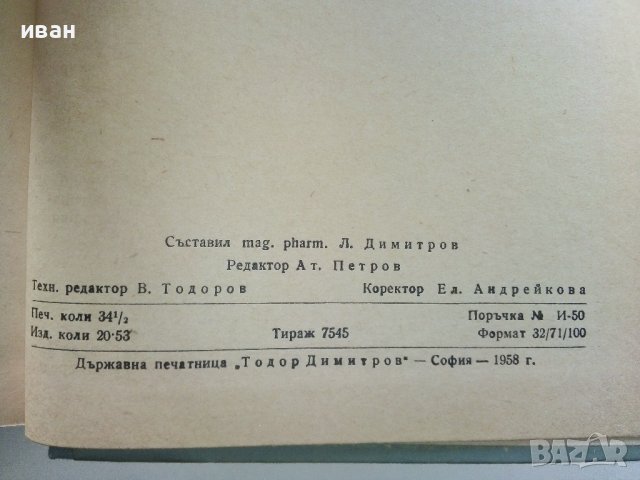 иван
Съставил mag. pharm. Л. Димитров
Редактор Ат. Петров
Техн. редактор В. Тодоров Коректор Ел. Андрейкова
Печ. коли 34¹/₂ Поръчка № И-50
Изд. коли 20·53 Тираж 7545 Формат 32/71/100
Държавна печатница „Тодор Димитров“ — София — 1958 г.
BAZAR